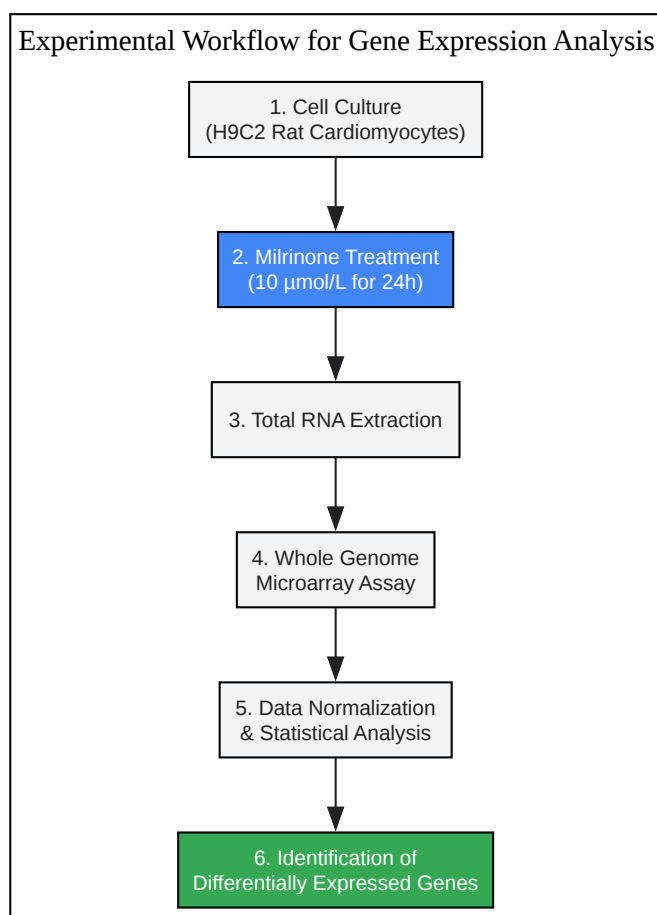 Experimental Workflow for Gene Expression Analysis
1. Cell Culture
(H9C2 Rat Cardiomyocytes)
2. Milrinone Treatment
(10 µmol/L for 24h)
3. Total RNA Extraction
4. Whole Genome
Microarray Assay
5. Data Normalization
& Statistical Analysis
6. Identification of
Differentially Expressed Genes